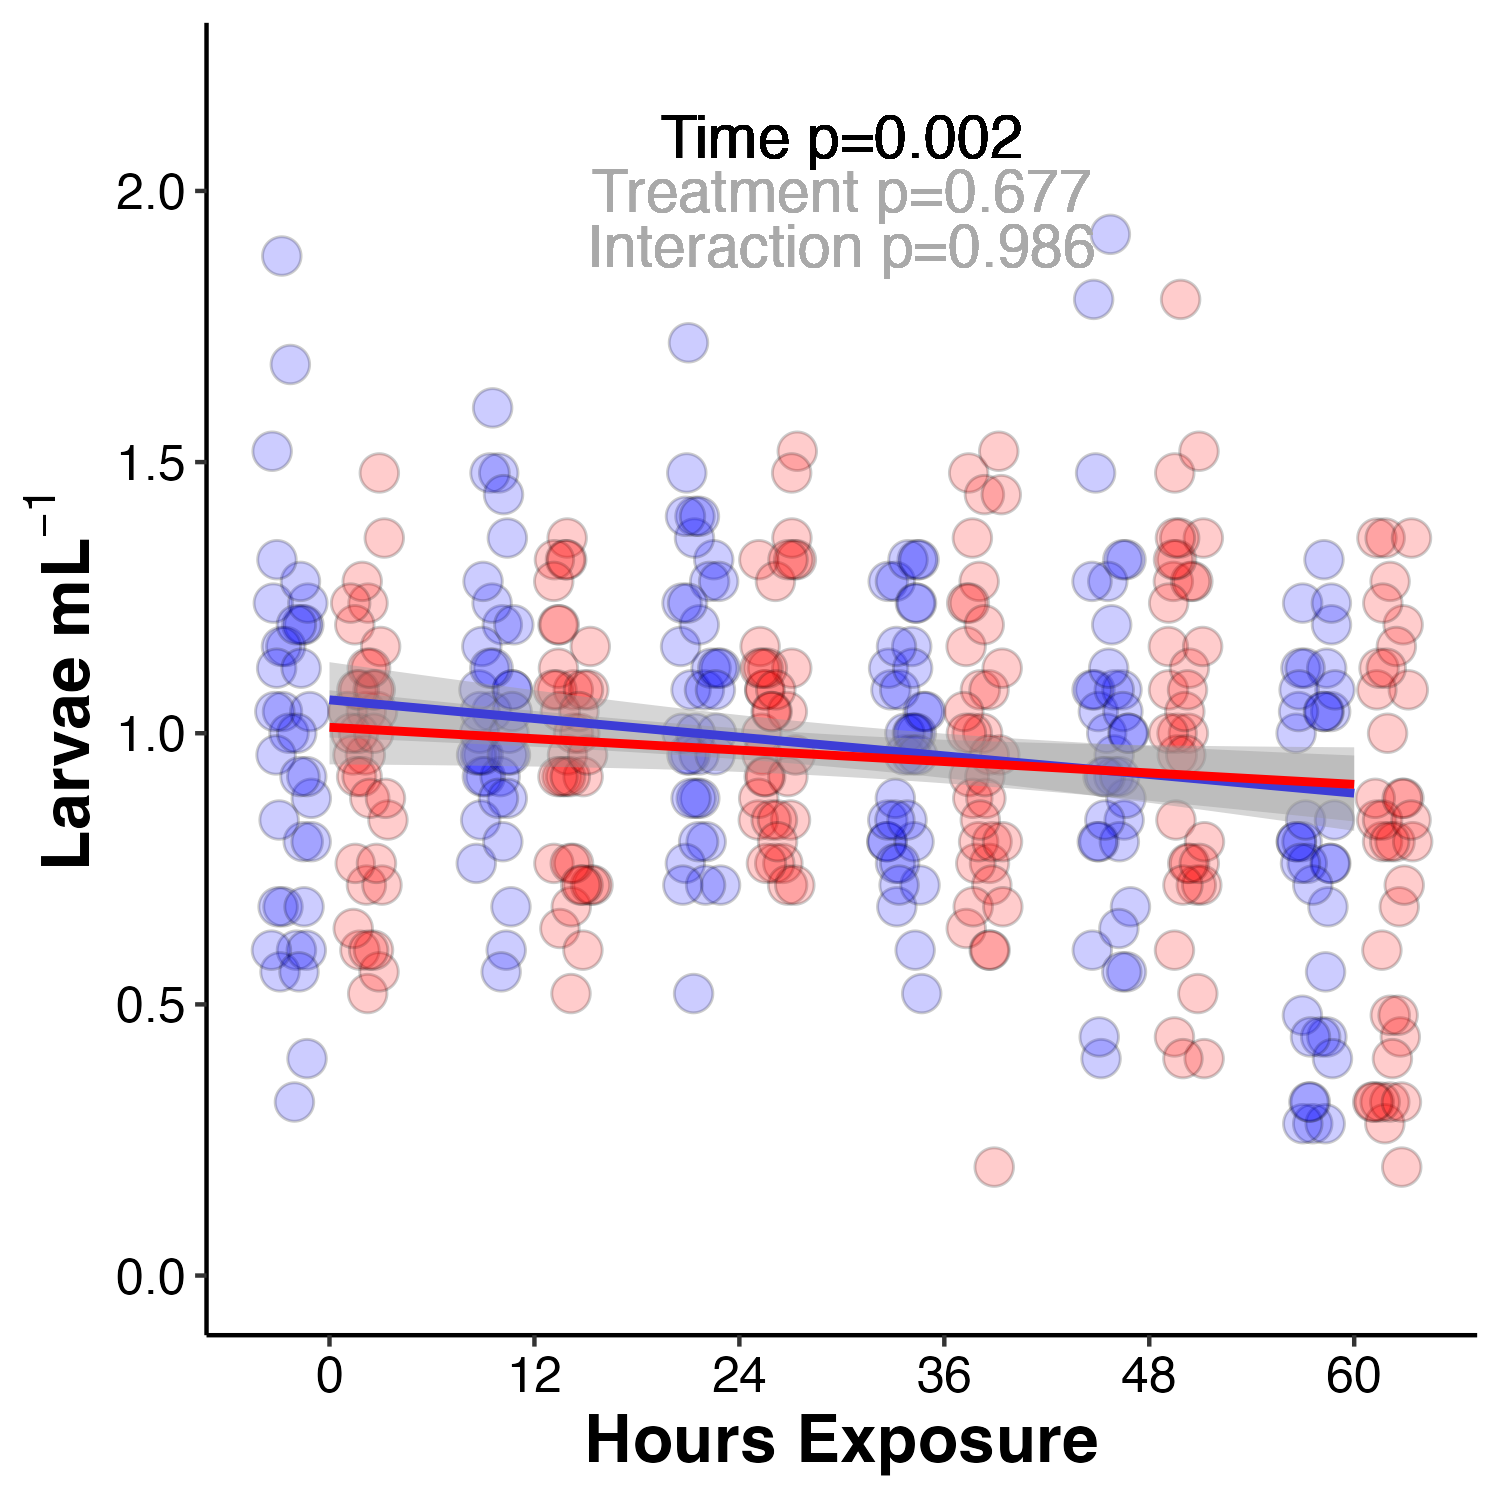 Time p=0.002
Treatment p=0.677
Interaction p=0.986
2.0
1.5
1.0
0.5
0.0
Larvae mL⁻¹
0 12 24 36 48 60
Hours Exposure